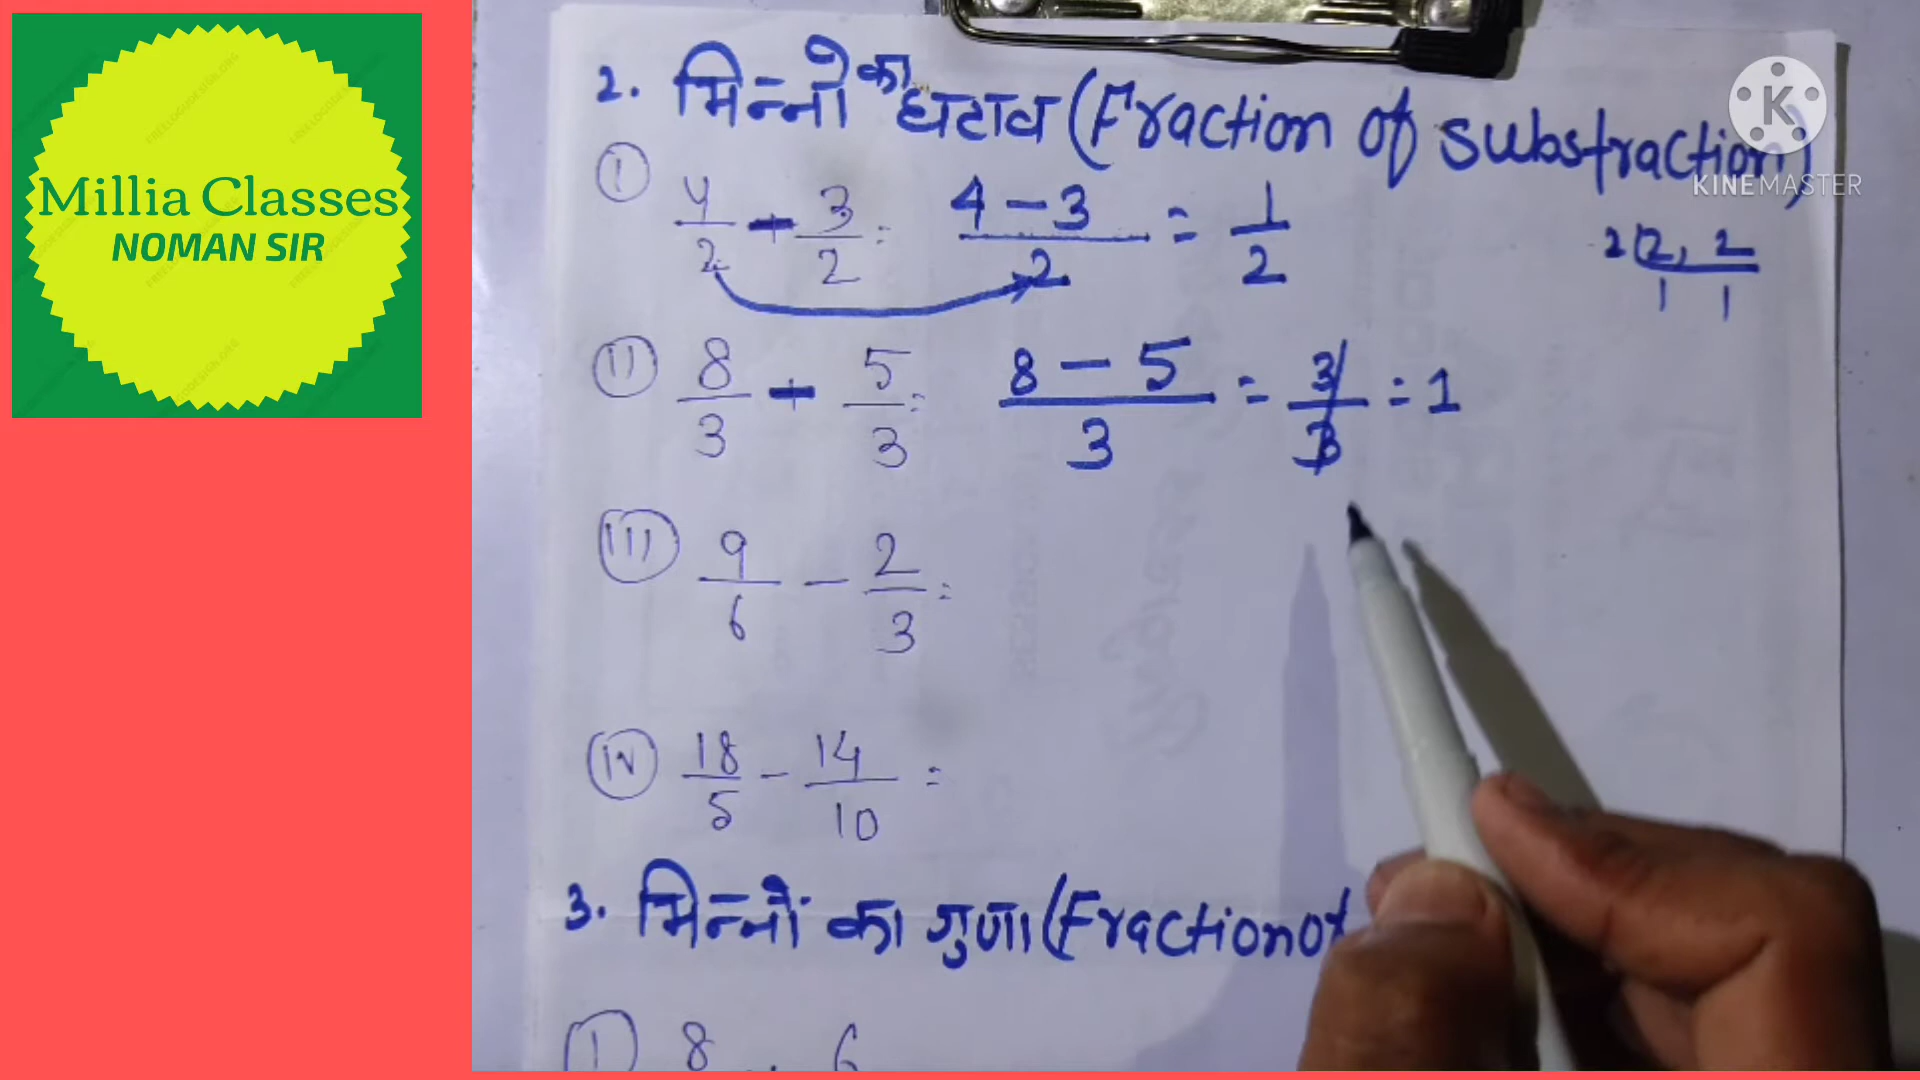 Millia Classes
NOMAN SIR
K
KINEMASTER
2. भिन्नो का घटाव (Fraction of substraction)
(i) 4/2 - 3/2 = 4-3/2 = 1/2
2(2, 2
1 1
(ii) 8/3 - 5/3 = 8-5/3 = 3/3 = 1
(iii) 9/6 - 2/3 =
(iv) 18/5 - 14/10 =
3. भिन्नों का गुणा (Fraction of
(i) 8 6